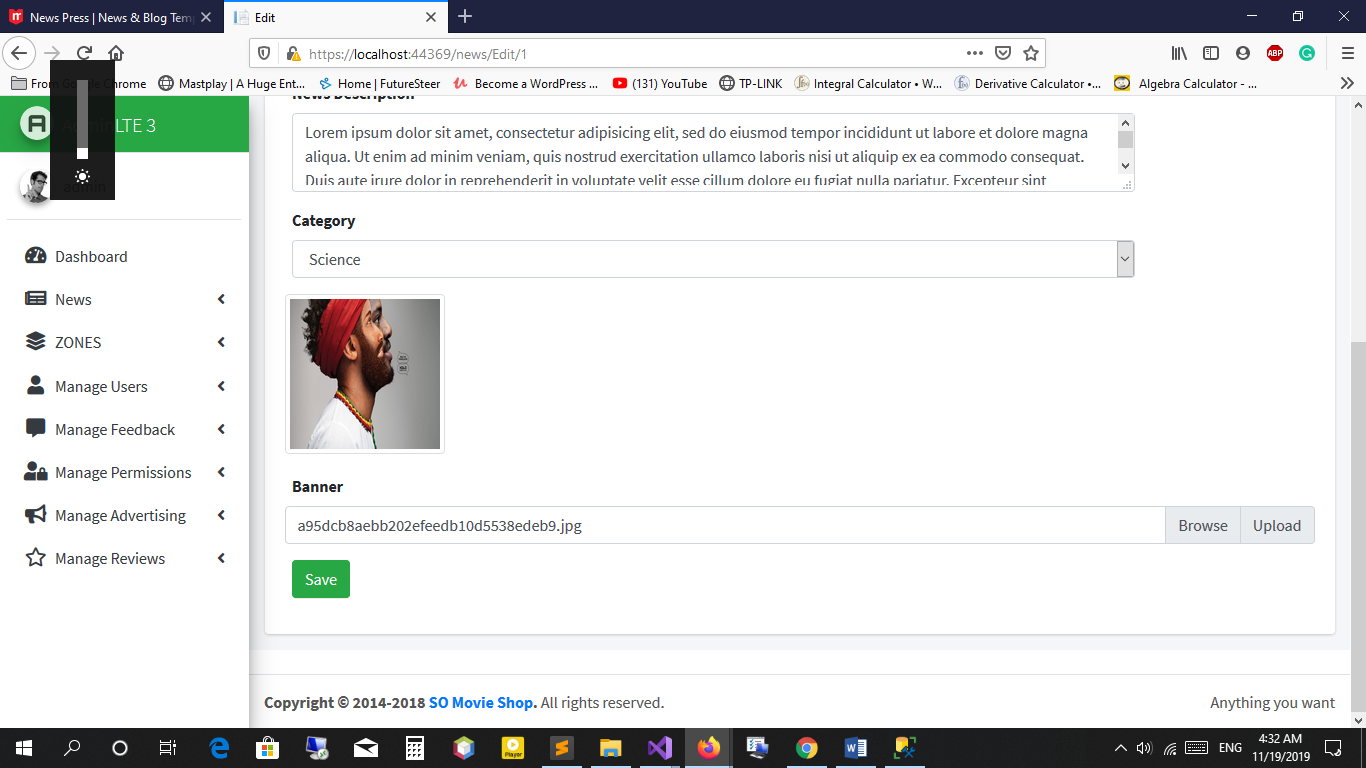 News Press | News & Blog Tem
Edit
https://localhost:44369/news/Edit/1
From Google Chrome
Mastplay | A Huge Ent...
Home | FutureSteer
Become a WordPress ...
(131) YouTube
TP-LINK
Integral Calculator • W...
Derivative Calculator •...
Algebra Calculator - ...
ABP
AdminLTE 3
admin
Dashboard
News
ZONES
Manage Users
Manage Feedback
Manage Permissions
Manage Advertising
Manage Reviews
News Description
Lorem ipsum dolor sit amet, consectetur adipisicing elit, sed do eiusmod tempor incididunt ut labore et dolore magna
aliqua. Ut enim ad minim veniam, quis nostrud exercitation ullamco laboris nisi ut aliquip ex ea commodo consequat.
Duis aute irure dolor in reprehenderit in voluptate velit esse cillum dolore eu fugiat nulla pariatur. Excepteur sint
Category
Science
Banner
a95dcb8aebb202efeedb10d5538edeb9.jpg
Browse
Upload
Save
Copyright © 2014-2018 SO Movie Shop. All rights reserved.
Anything you want
Player
ENG
4:32 AM
11/19/2019